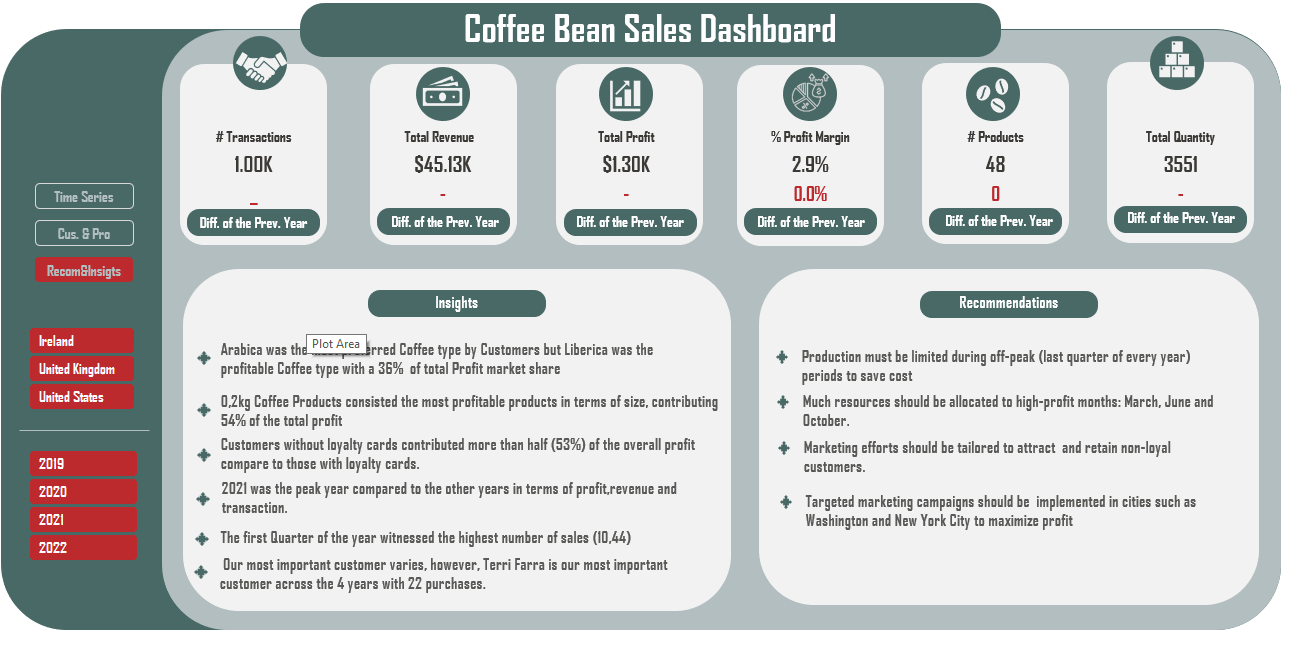 Coffee Bean Sales Dashboard
# Transactions
1.00K
-
Diff. of the Prev. Year
Total Revenue
$45.13K
-
Diff. of the Prev. Year
Total Profit
$1.30K
-
Diff. of the Prev. Year
% Profit Margin
2.9%
0.0%
Diff. of the Prev. Year
# Products
48
0
Diff. of the Prev. Year
Total Quantity
3551
-
Diff. of the Prev. Year
Time Series
Cus. & Pro
Recom&Insigts
Ireland
United Kingdom
United States
2019
2020
2021
2022
Insights
Plot Area
Arabica was the Coffee type by Customers but Liberica was the
profitable Coffee type with a 36% of total Profit market share
0,2kg Coffee Products consisted the most profitable products in terms of size, contributing
54% of the total profit
Customers without loyalty cards contributed more than half (53%) of the overall profit
compare to those with loyalty cards.
2021 was the peak year compared to the other years in terms of profit,revenue and
transaction.
The first Quarter of the year witnessed the highest number of sales (10,44)
Our most important customer varies, however, Terri Farra is our most important
customer across the 4 years with 22 purchases.
Recommendations
Production must be limited during off-peak (last quarter of every year)
periods to save cost
Much resources should be allocated to high-profit months: March, June and
October.
Marketing efforts should be tailored to attract and retain non-loyal
customers.
Targeted marketing campaigns should be implemented in cities such as
Washington and New York City to maximize profit